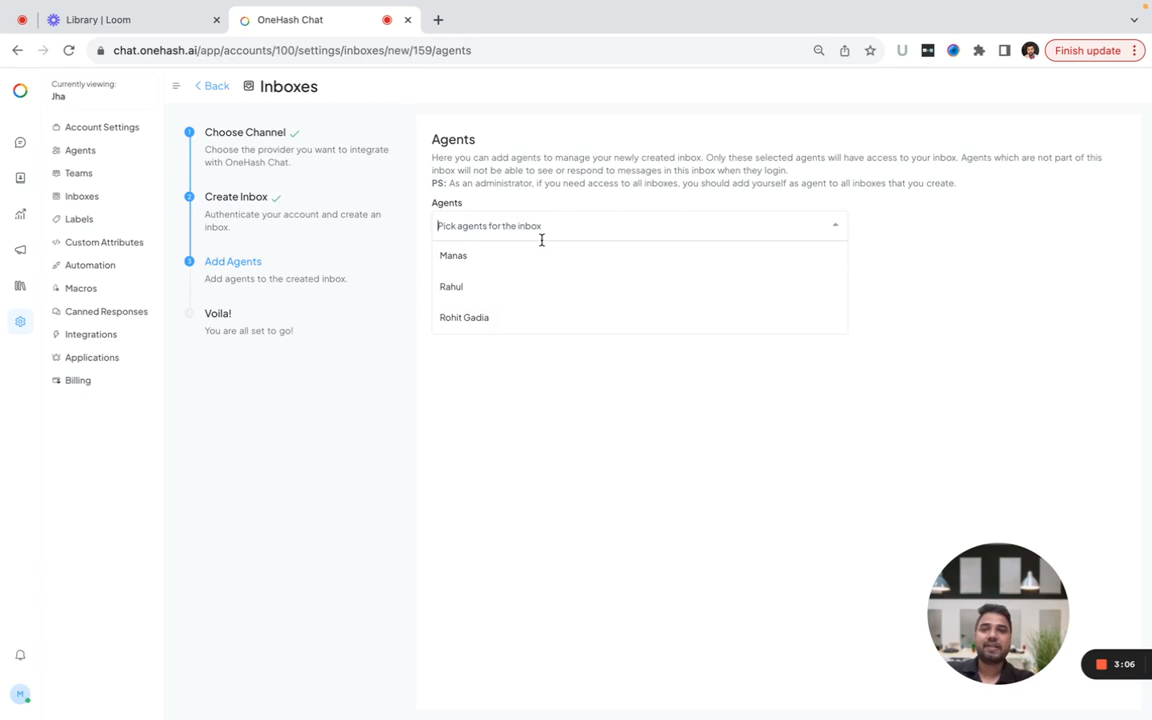 Library | Loom
OneHash Chat
chat.onehash.ai/app/accounts/100/settings/inboxes/new/159/agents
Finish update
Currently viewing:
Jha
Account Settings
Agents
Teams
Inboxes
Labels
Custom Attributes
Automation
Macros
Canned Responses
Integrations
Applications
Billing
M
Back
Inboxes
Choose Channel
Choose the provider you want to integrate
with OneHash Chat.
2
Create Inbox
Authenticate your account and create an
inbox.
3
Add Agents
Add agents to the created inbox.
Voila!
You are all set to go!
Agents
Here you can add agents to manage your newly created inbox. Only these selected agents will have access to your inbox. Agents which are not part of this
inbox will not be able to see or respond to messages in this inbox when they login.
PS: As an administrator, if you need access to all inboxes, you should add yourself as agent to all inboxes that you create.
Agents
Pick agents for the inbox
Manas
Rahul
Rohit Gadia
3:06